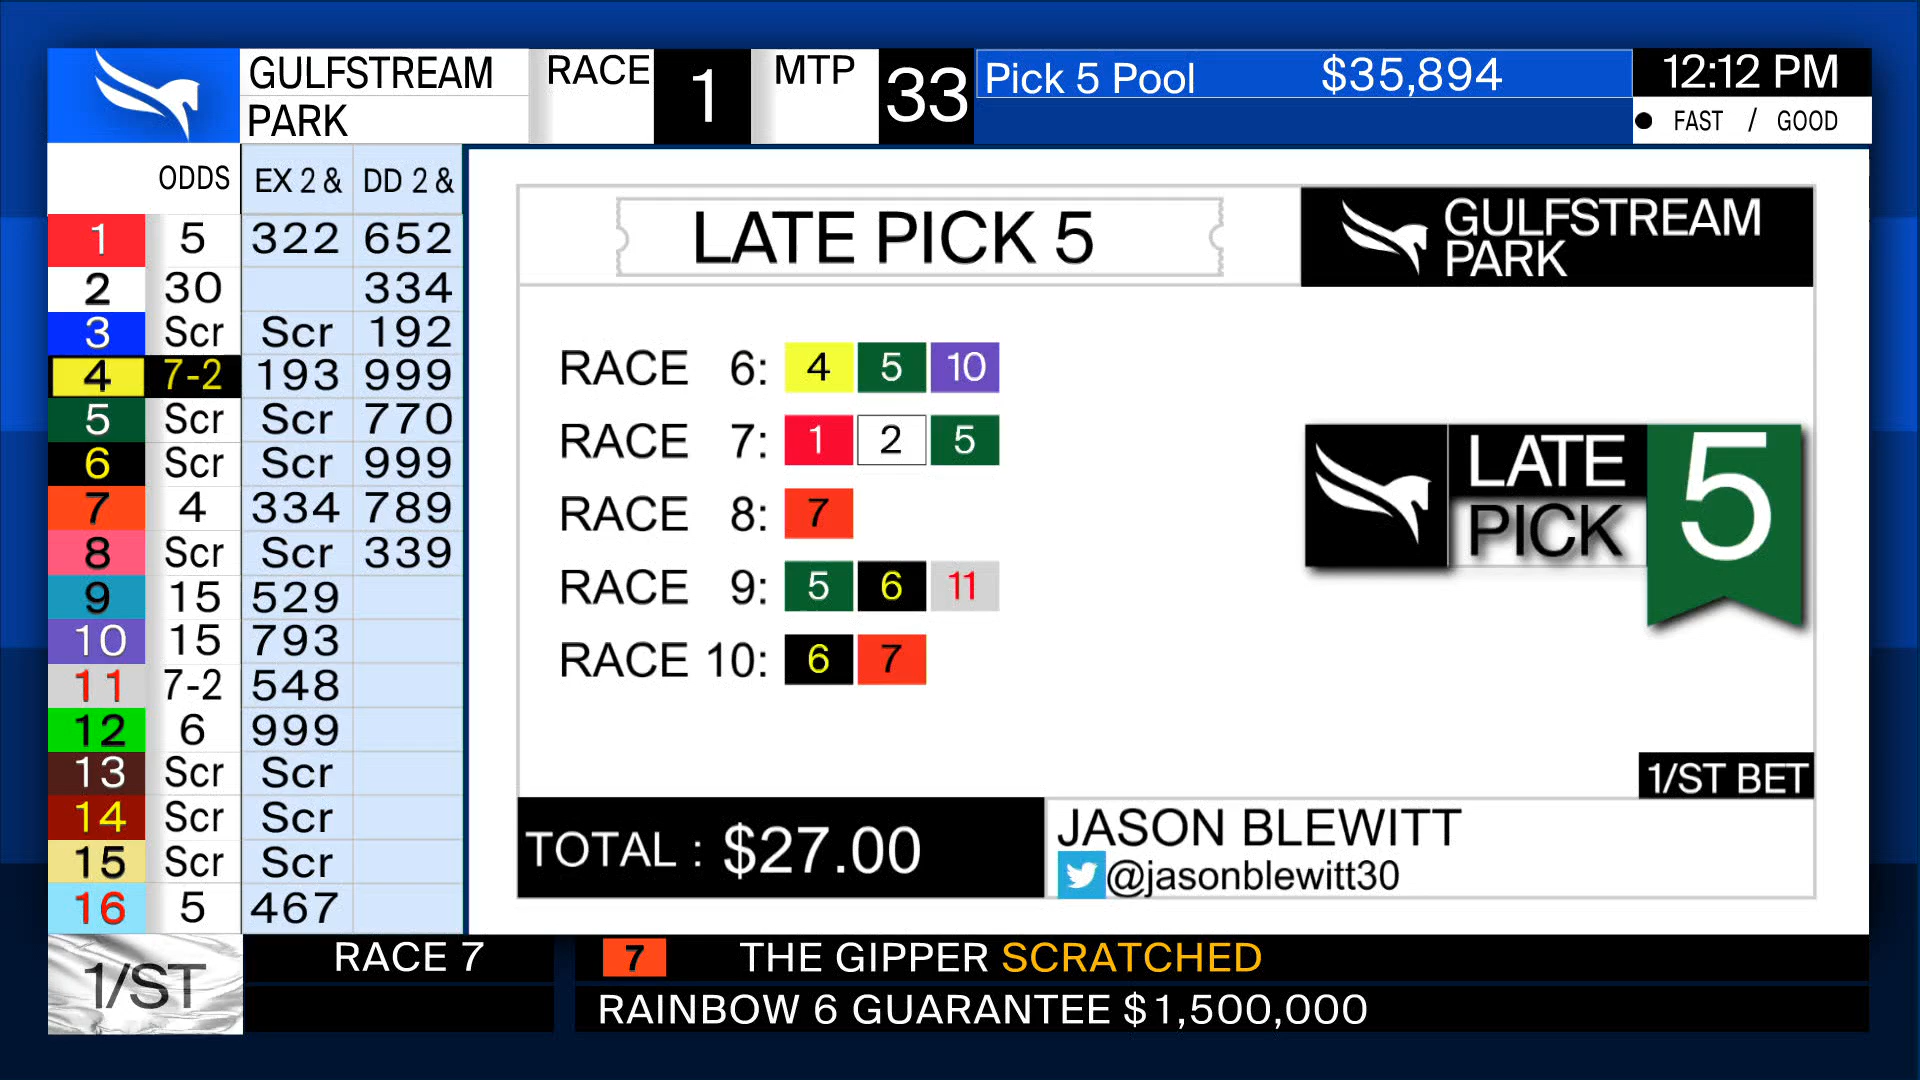 GULFSTREAM PARK RACE 1 MTP 33 Pick 5 Pool $35,894 12:12 PM
FAST / GOOD
ODDS EX 2 & DD 2 &
1 5 322 652
2 30 334
3 Scr Scr 192
4 7-2 193 999
5 Scr Scr 770
6 Scr Scr 999
7 4 334 789
8 Scr Scr 339
9 15 529
10 15 793
11 7-2 548
12 6 999
13 Scr Scr
14 Scr Scr
15 Scr Scr
16 5 467
LATE PICK 5
GULFSTREAM
PARK
RACE 6: 4 5 10
RACE 7: 1 2 5
RACE 8: 7
RACE 9: 5 6 11
RACE 10: 6 7
LATE
PICK
5
1/ST BET
TOTAL : $27.00
JASON BLEWITT
@jasonblewitt30
1/ST
RACE 7 7 THE GIPPER SCRATCHED
RAINBOW 6 GUARANTEE $1,500,000